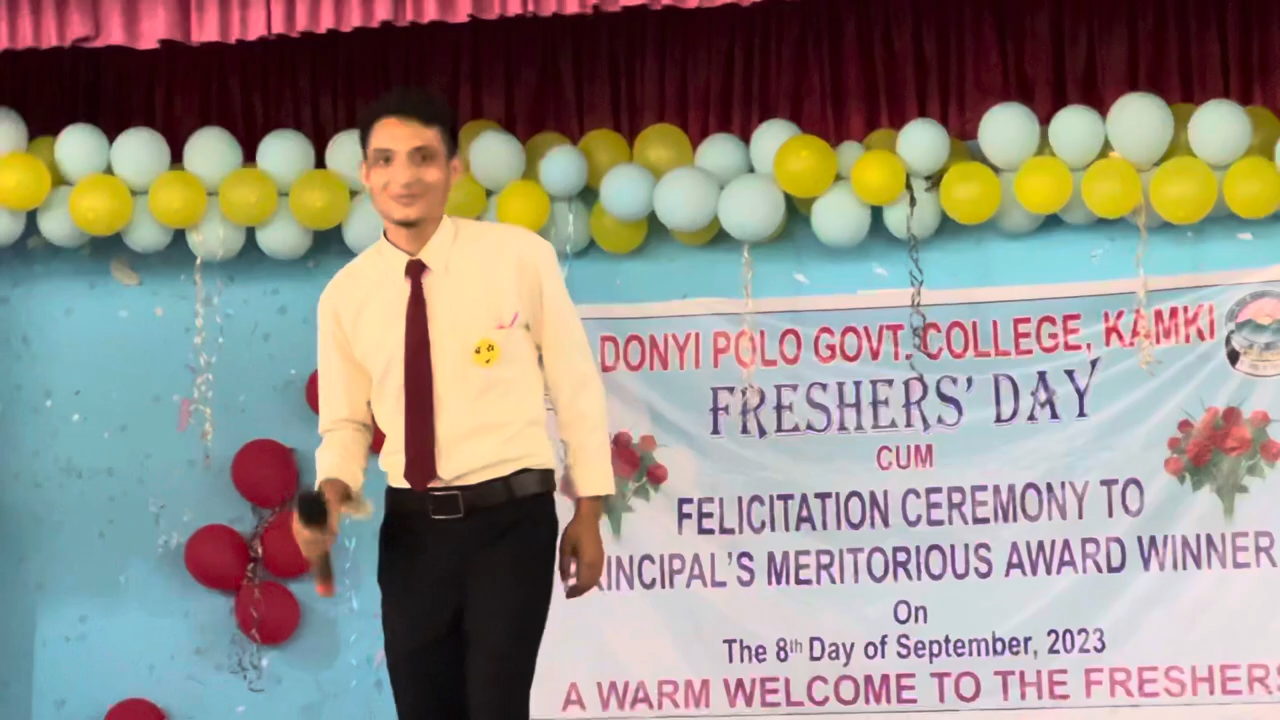 DONYI POLO GOVT. COLLEGE, KAMKI
FRESHERS' DAY
CUM
FELICITATION CEREMONY TO
PRINCIPAL'S MERITORIOUS AWARD WINNER
On
The 8th Day of September, 2023
A WARM WELCOME TO THE FRESHERS